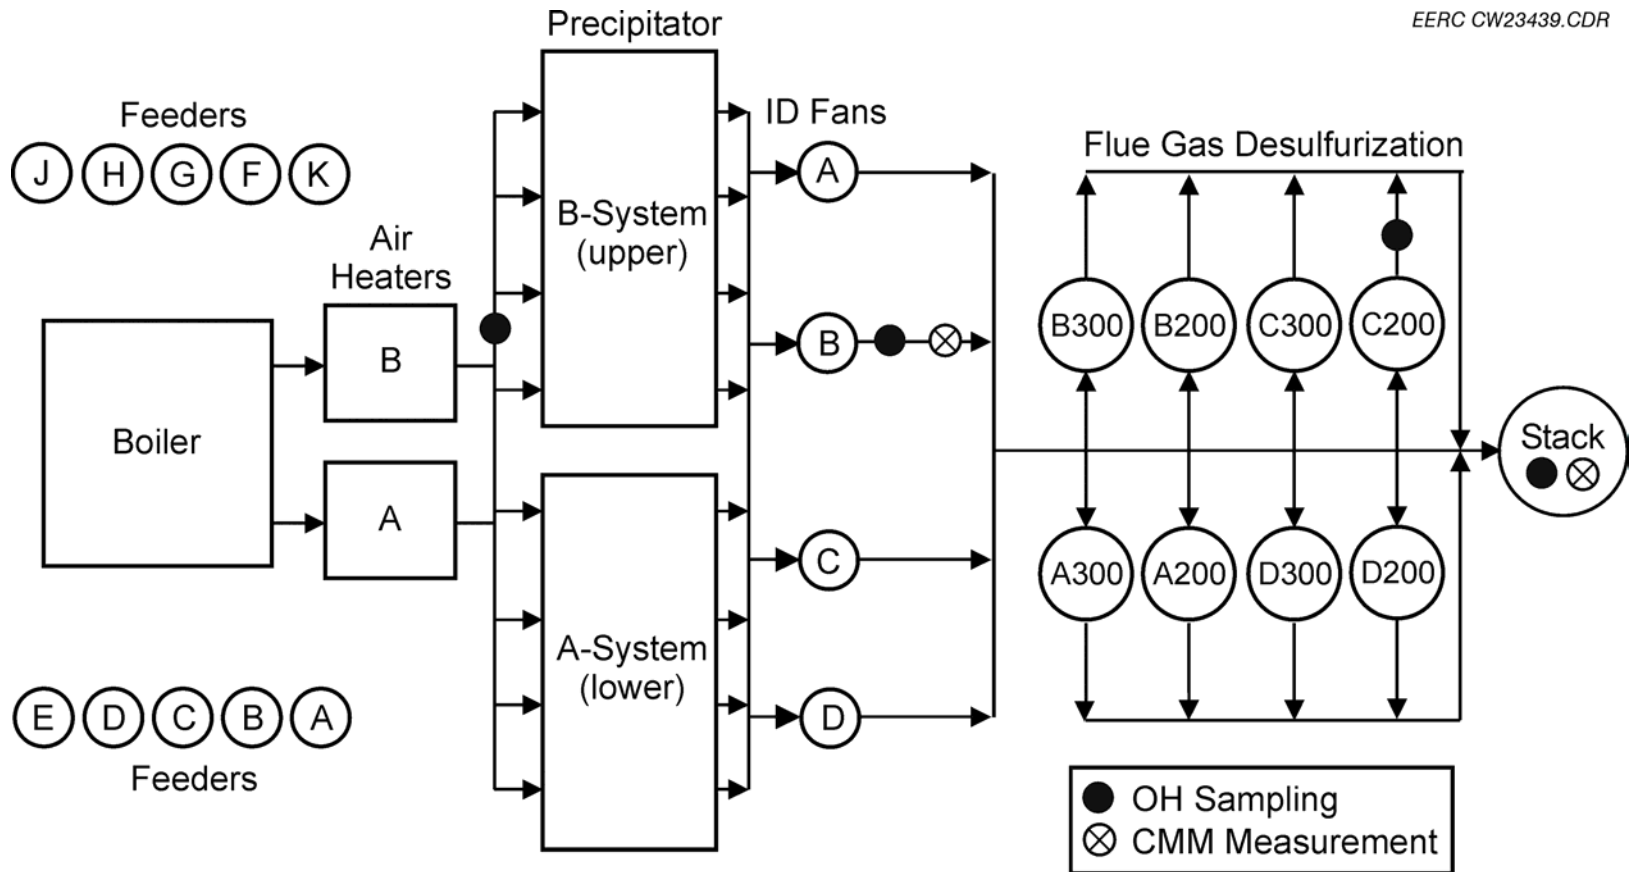 EERC CW23439.CDR
Precipitator
Feeders
J H G F K
ID Fans
A
Flue Gas Desulfurization
B-System
(upper)
Air
Heaters
B
B
B300 B200 C300 C200
Boiler
Stack
A
C
A300 A200 D300 D200
A-System
(lower)
E D C B A
D
Feeders
OH Sampling
CMM Measurement